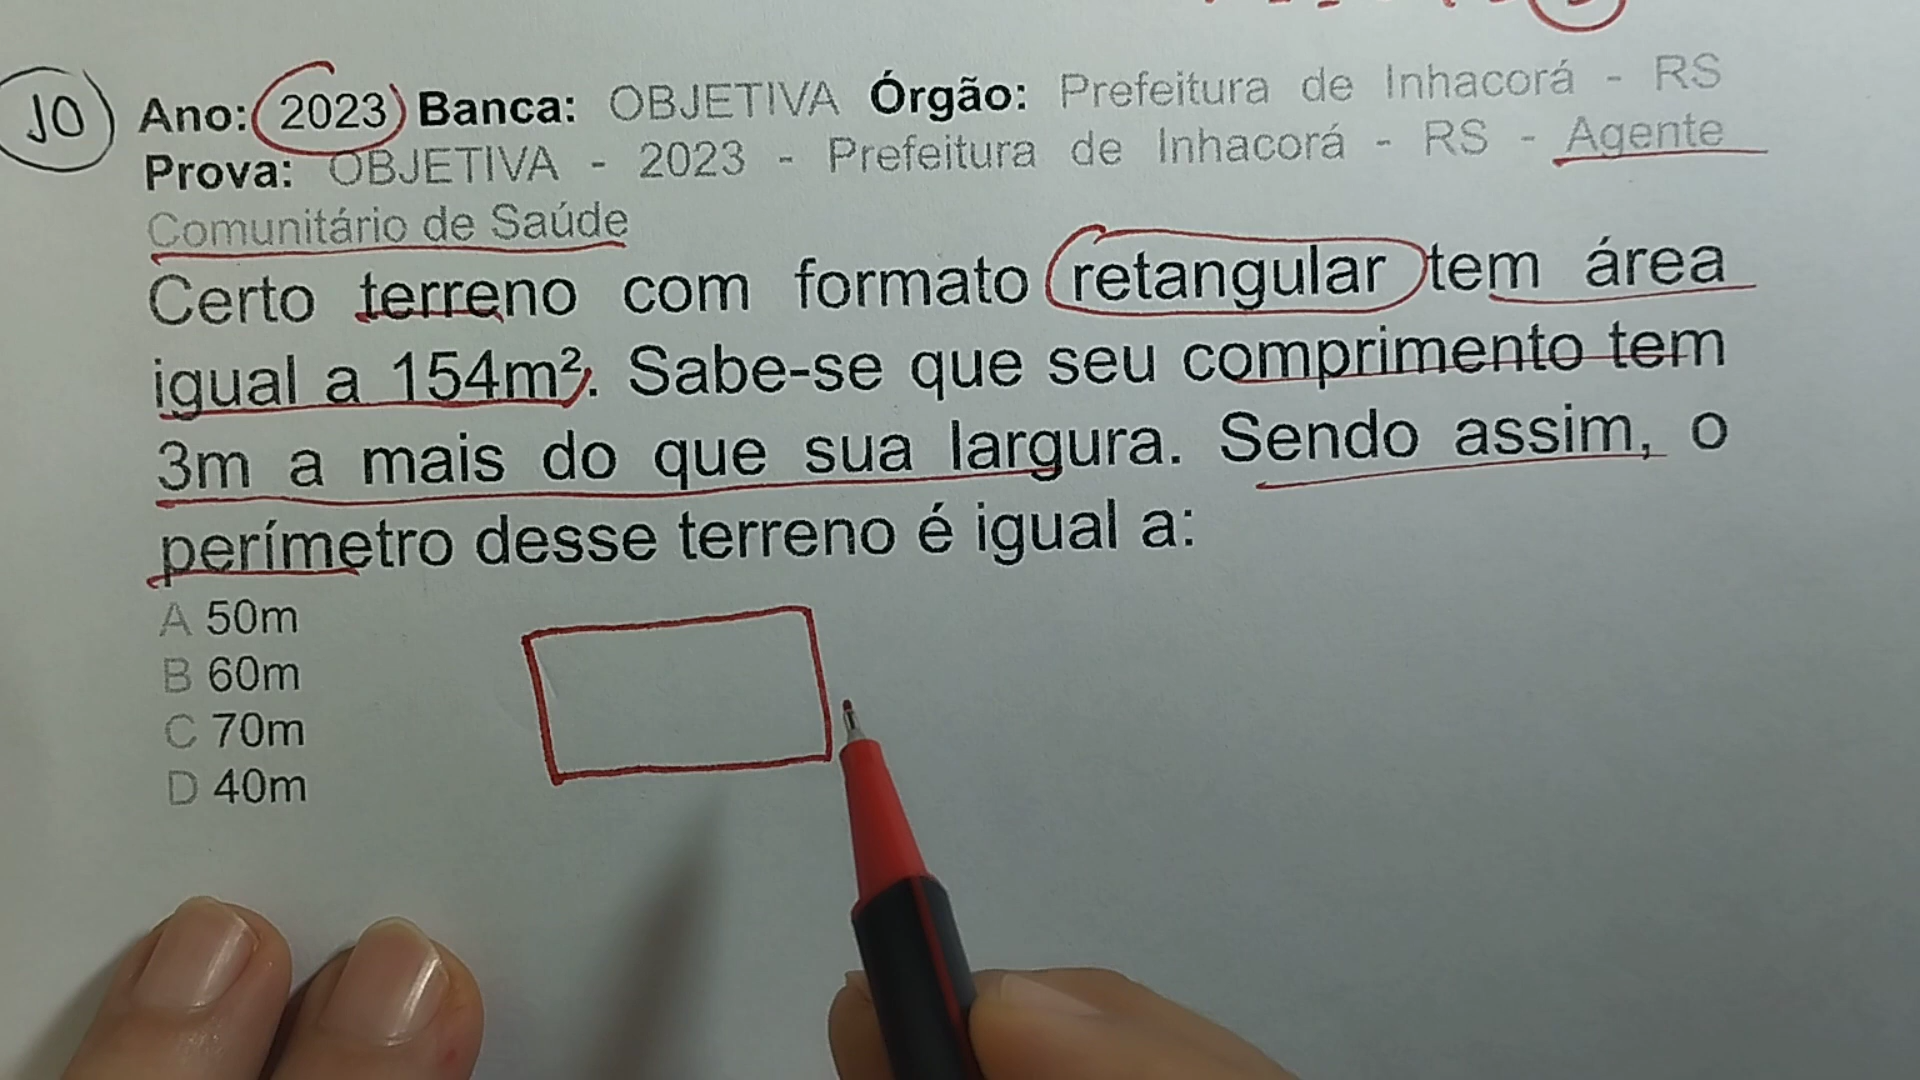 10 Ano: 2023 Banca: OBJETIVA Órgão: Prefeitura de Inhacorá - RS
Prova: OBJETIVA - 2023 - Prefeitura de Inhacorá - RS - Agente
Comunitário de Saúde
Certo terreno com formato retangular tem área
igual a 154m². Sabe-se que seu comprimento tem
3m a mais do que sua largura. Sendo assim, o
perímetro desse terreno é igual a:
A 50m
B 60m
C 70m
D 40m